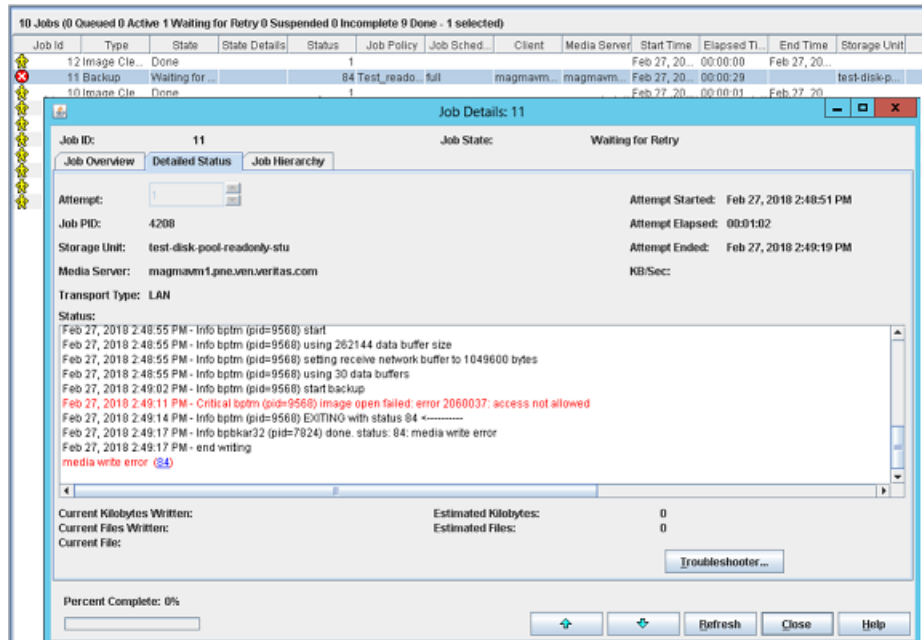 10 Jobs (0 Queued 0 Active 1 Waiting for Retry 0 Suspended 0 Incomplete 9 Done - 1 selected)
Job Id Type State State Details Status Job Policy Job Sched... Client Media Server Start Time Elapsed Ti... End Time Storage Unit
12 Image Cle... Done 1 Feb 27, 20... 00:00:00 Feb 27, 20...
11 Backup Waiting for ... 84 Test_reado... full magmavm... magmavm... Feb 27, 20... 00:00:29 test-disk-p...
10 Image Cle Done 1 Feb 27, 20 00:00:01 Feb 27, 20
Job Details: 11
Job ID: 11 Job State: Waiting for Retry
Job Overview Detailed Status Job Hierarchy
Attempt: 1 Attempt Started: Feb 27, 2018 2:48:51 PM
Job PID: 4208 Attempt Elapsed: 00:01:02
Storage Unit: test-disk-pool-readonly-stu Attempt Ended: Feb 27, 2018 2:49:19 PM
Media Server: magmavm1.pne.ven.veritas.com KB/Sec:
Transport Type: LAN
Status:
Feb 27, 2018 2:48:55 PM - Info bptm (pid=9568) start
Feb 27, 2018 2:48:55 PM - Info bptm (pid=9568) using 262144 data buffer size
Feb 27, 2018 2:48:55 PM - Info bptm (pid=9568) setting receive network buffer to 1049600 bytes
Feb 27, 2018 2:48:55 PM - Info bptm (pid=9568) using 30 data buffers
Feb 27, 2018 2:49:02 PM - Info bptm (pid=9568) start backup
Feb 27, 2018 2:49:11 PM - Critical bptm (pid=9568) image open failed: error 2060037: access not allowed
Feb 27, 2018 2:49:14 PM - Info bptm (pid=9568) EXITING with status 84 <----------
Feb 27, 2018 2:49:17 PM - Info bpbkar32 (pid=7824) done. status: 84: media write error
Feb 27, 2018 2:49:17 PM - end writing
media write error (84)
Current Kilobytes Written: Estimated Kilobytes: 0
Current Files Written: Estimated Files: 0
Current File:
Troubleshooter...
Percent Complete: 0%
Refresh Close Help